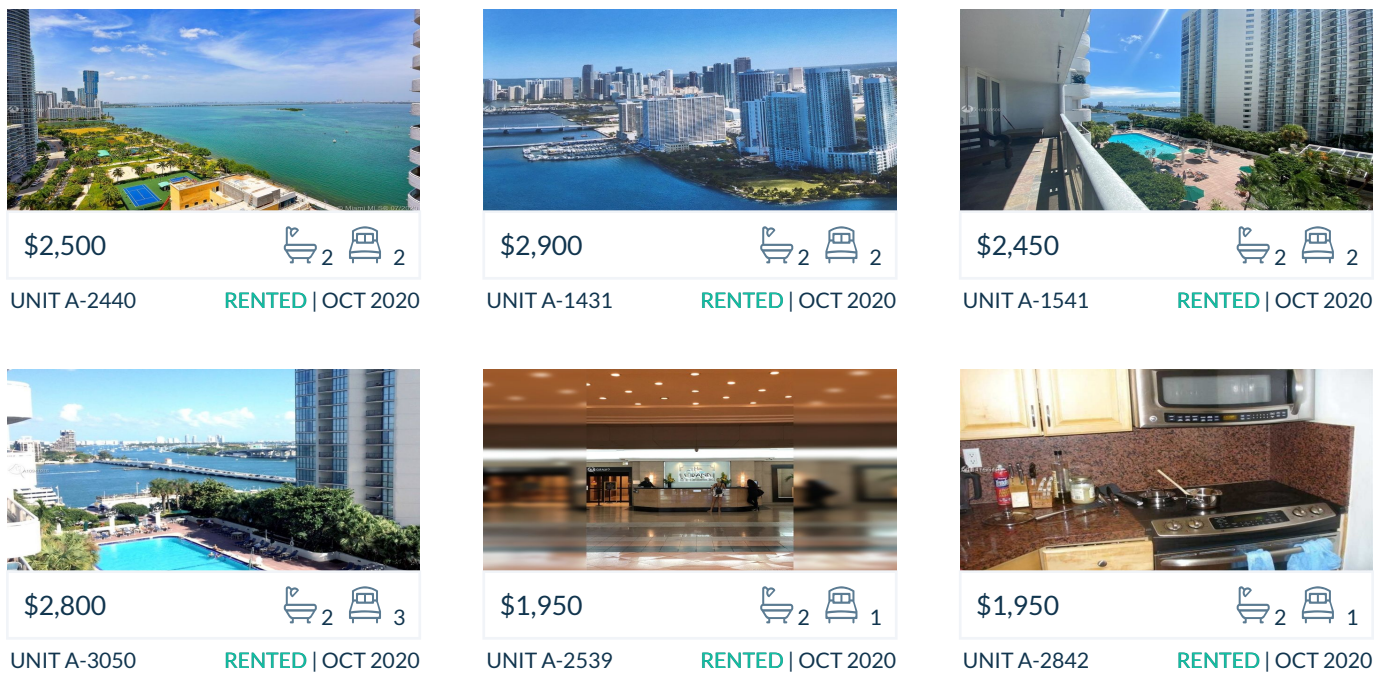 $2,500 2 2
UNIT A-2440 RENTED | OCT 2020
$2,900 2 2
UNIT A-1431 RENTED | OCT 2020
$2,450 2 2
UNIT A-1541 RENTED | OCT 2020
$2,800 2 3
UNIT A-3050 RENTED | OCT 2020
$1,950 2 1
UNIT A-2539 RENTED | OCT 2020
$1,950 2 1
UNIT A-2842 RENTED | OCT 2020